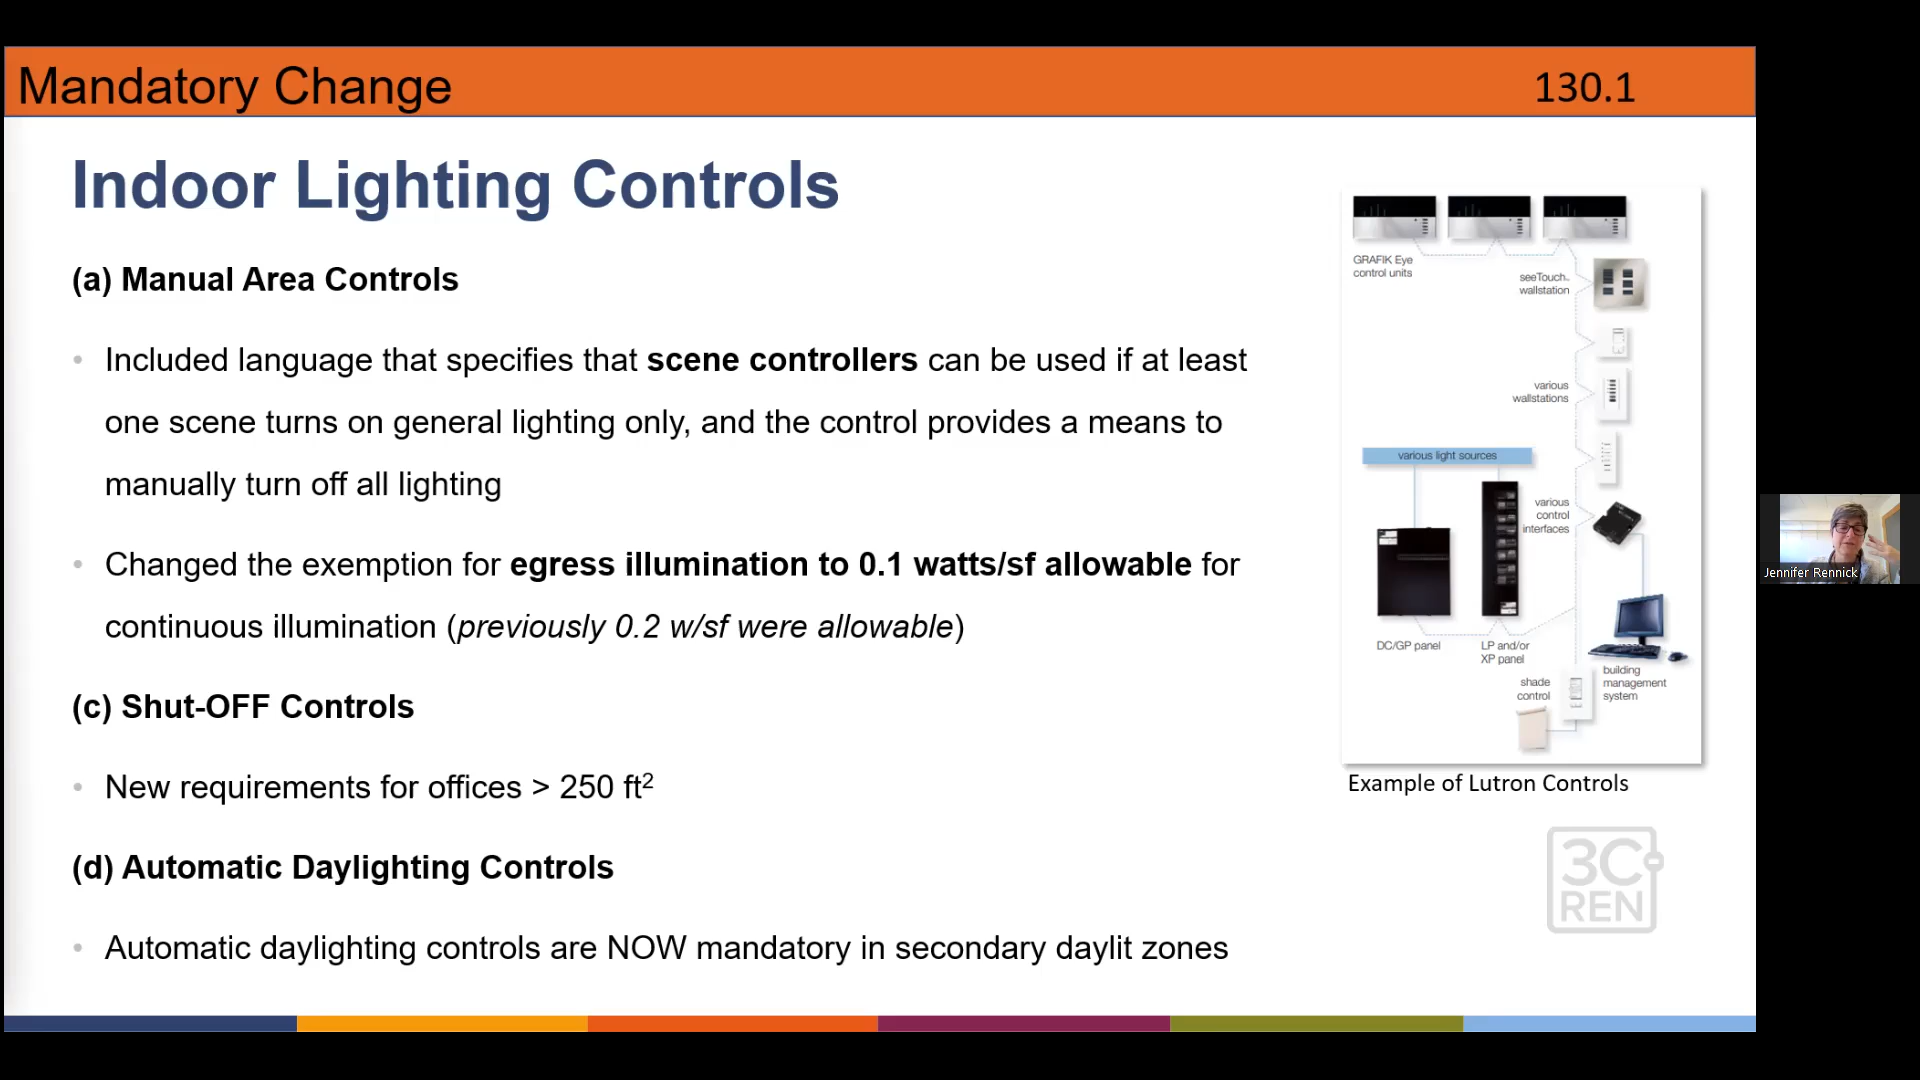 Mandatory Change
130.1
Indoor Lighting Controls
(a) Manual Area Controls
• Included language that specifies that scene controllers can be used if at least
one scene turns on general lighting only, and the control provides a means to
manually turn off all lighting
• Changed the exemption for egress illumination to 0.1 watts/sf allowable for
continuous illumination (previously 0.2 w/sf were allowable)
(c) Shut-OFF Controls
• New requirements for offices > 250 ft²
(d) Automatic Daylighting Controls
• Automatic daylighting controls are NOW mandatory in secondary daylit zones
GRAFIK Eye
control units
seeTouch™
wallstation
various
wallstations
various light sources
various
control
interfaces
DC/GP panel
LP and/or
XP panel
shade
control
building
management
system
Example of Lutron Controls
3C
REN
Jennifer Rennick